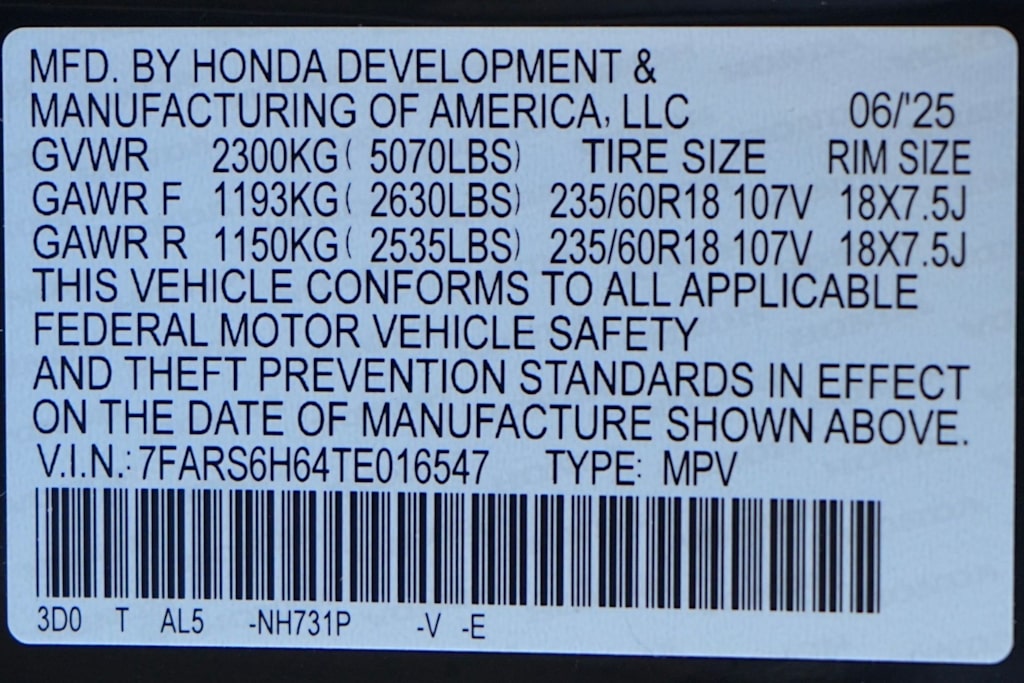 MFD. BY HONDA DEVELOPMENT &
MANUFACTURING OF AMERICA, LLC 06/'25
GVWR 2300KG( 5070LBS) TIRE SIZE RIM SIZE
GAWR F 1193KG( 2630LBS) 235/60R18 107V 18X7.5J
GAWR R 1150KG( 2535LBS) 235/60R18 107V 18X7.5J
THIS VEHICLE CONFORMS TO ALL APPLICABLE
FEDERAL MOTOR VEHICLE SAFETY
AND THEFT PREVENTION STANDARDS IN EFFECT
ON THE DATE OF MANUFACTURE SHOWN ABOVE.
V.I.N.: 7FARS6H64TE016547 TYPE: MPV
3D0 T AL5 -NH731P -V -E